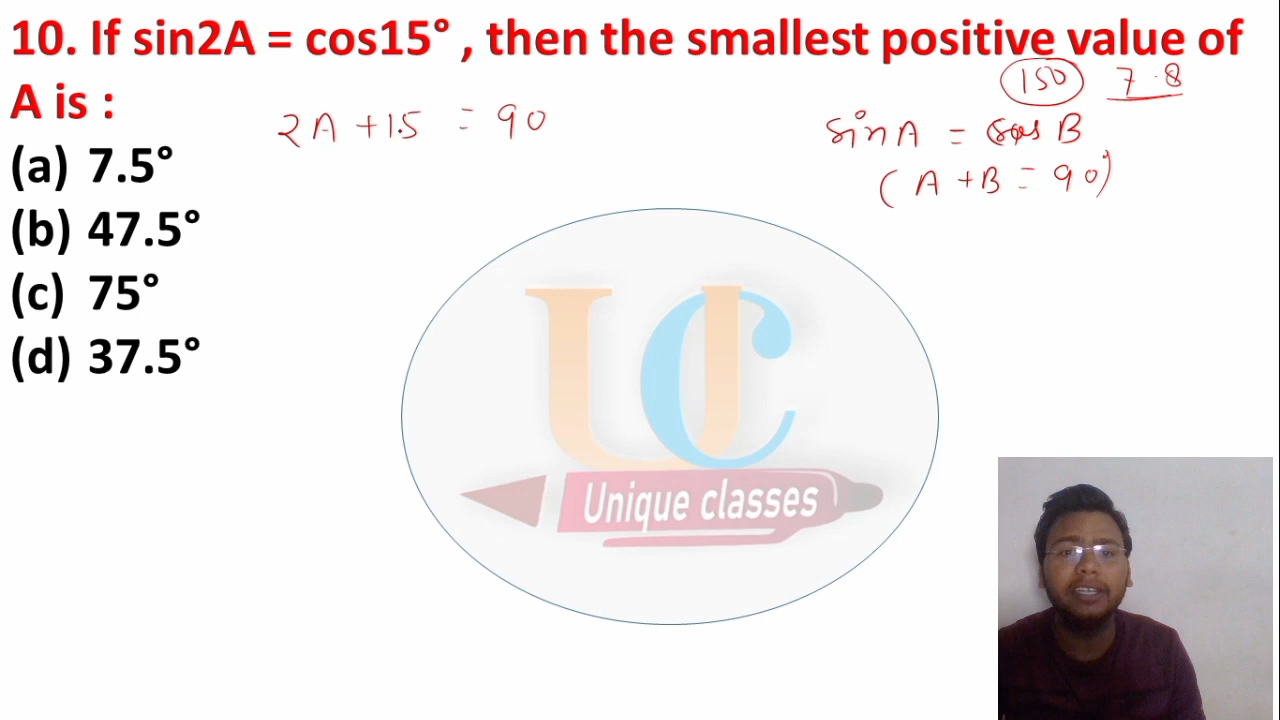 10. If sin2A = cos15° , then the smallest positive value of
A is :
2A + 15 = 90
150 7.8
sin A = cos B
(A + B = 90°)
(a) 7.5°
(b) 47.5°
(c) 75°
(d) 37.5°
UC
Unique classes